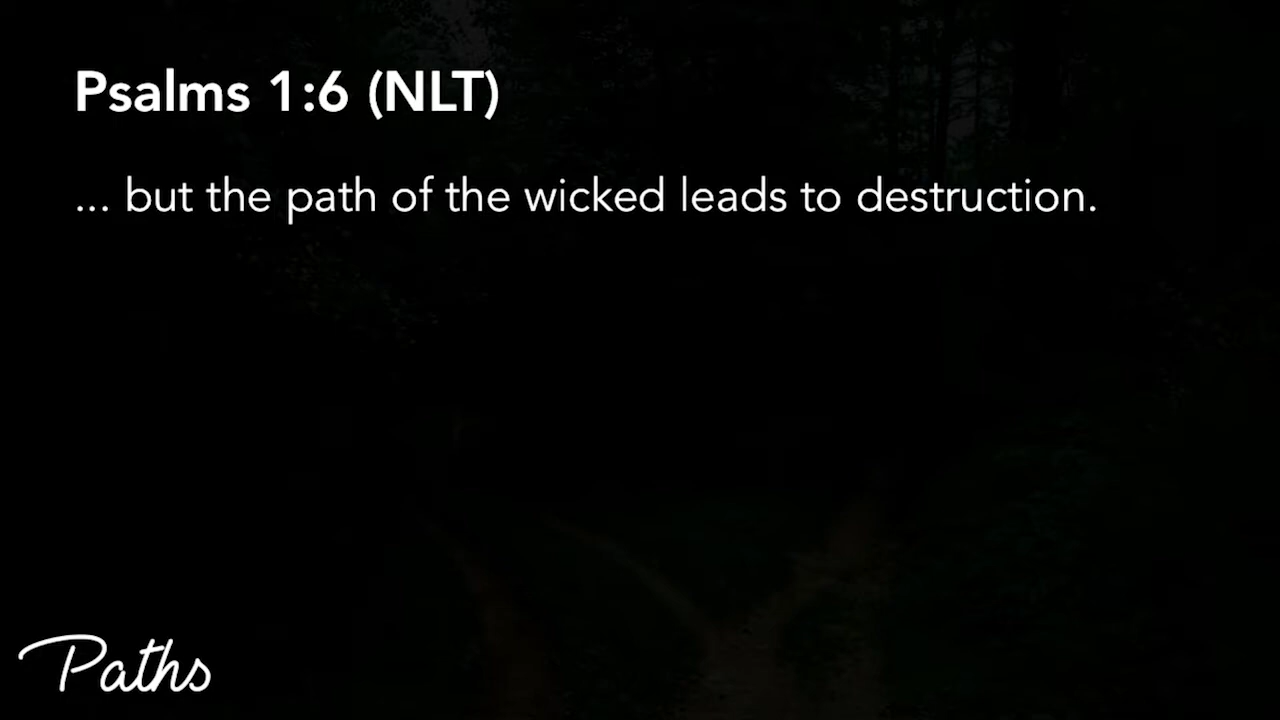 Psalms 1:6 (NLT)
... but the path of the wicked leads to destruction.
Paths